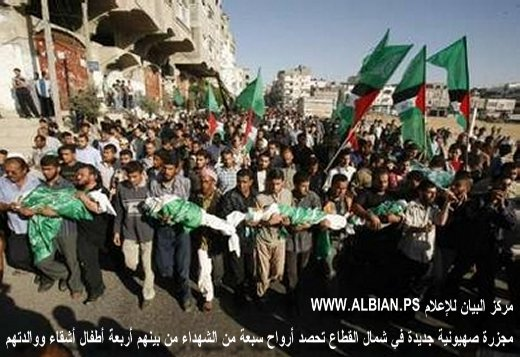 مركز البيان للإعلام WWW.ALBIAN.PS
مجزرة صهيونية جديدة في شمال القطاع تحصد أرواح سبعة من الشهداء من بينهم أربعة أطفال أشقاء ووالدتهم